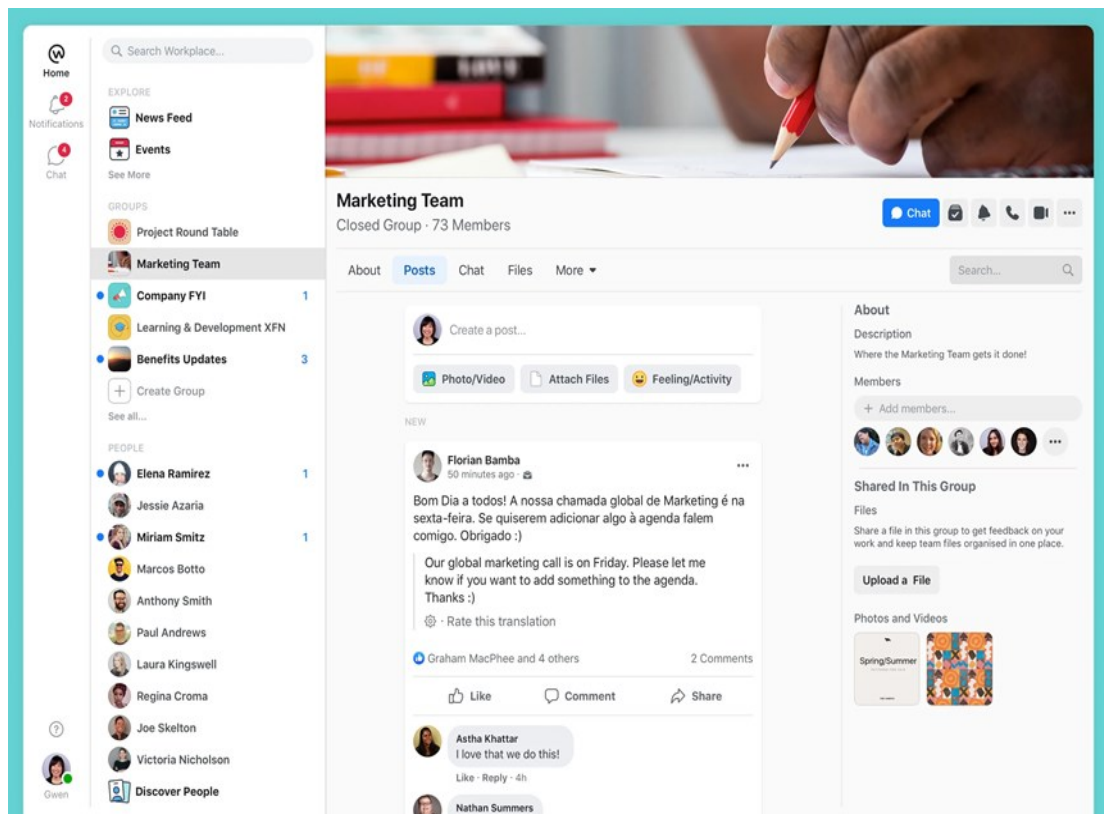 Home
2
Notifications
4
Chat
Search Workplace...
EXPLORE
News Feed
Events
See More
GROUPS
Project Round Table
Marketing Team
Company FYI 1
Learning & Development XFN
Benefits Updates 3
Create Group
See all...
PEOPLE
Elena Ramirez 1
Jessie Azaria
Miriam Smitz 1
Marcos Botto
Anthony Smith
Paul Andrews
Laura Kingswell
Regina Croma
Joe Skelton
Victoria Nicholson
Discover People
Gwen
Marketing Team
Closed Group · 73 Members
Chat
About Posts Chat Files More
Search...
Create a post...
Photo/Video Attach Files Feeling/Activity
NEW
Florian Bamba
50 minutes ago ·
Bom Dia a todos! A nossa chamada global de Marketing é na
sexta-feira. Se quiserem adicionar algo à agenda falem
comigo. Obrigado :)
Our global marketing call is on Friday. Please let me
know if you want to add something to the agenda.
Thanks :)
· Rate this translation
Graham MacPhee and 4 others 2 Comments
Like Comment Share
Astha Khattar
I love that we do this!
Like · Reply · 4h
Nathan Summers
About
Description
Where the Marketing Team gets it done!
Members
+ Add members...
Shared In This Group
Files
Share a file in this group to get feedback on your
work and keep team files organised in one place.
Upload a File
Photos and Videos
Spring/Summer